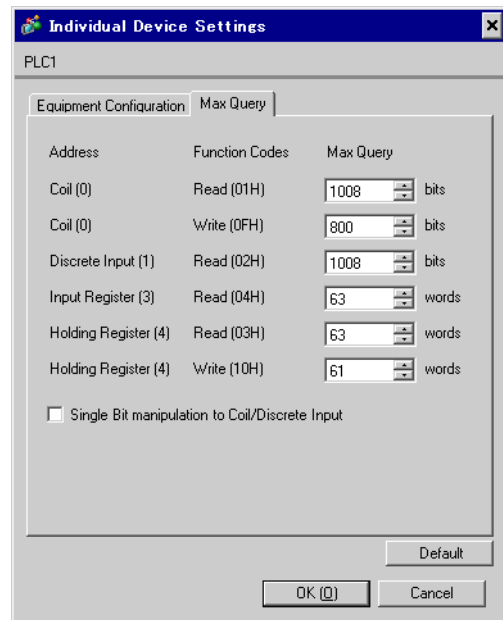 Individual Device Settings
PLC1
Equipment Configuration Max Query
Address Function Codes Max Query
Coil (0) Read (01H) 1008 bits
Coil (0) Write (0FH) 800 bits
Discrete Input (1) Read (02H) 1008 bits
Input Register (3) Read (04H) 63 words
Holding Register (4) Read (03H) 63 words
Holding Register (4) Write (10H) 61 words
Single Bit manipulation to Coil/Discrete Input
Default
OK (O) Cancel